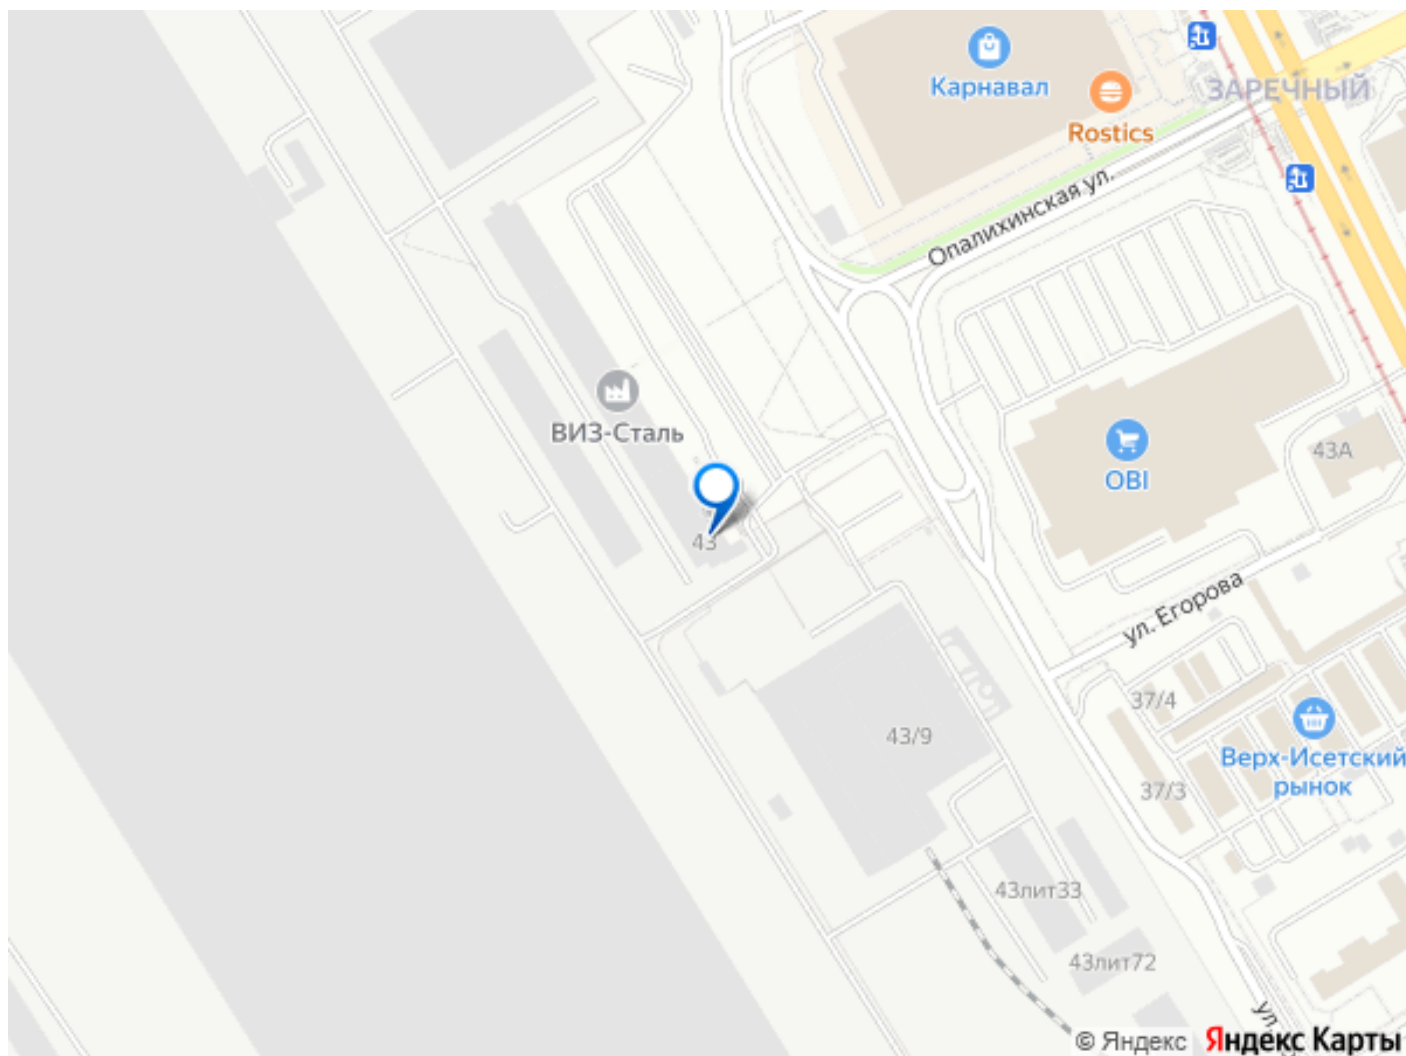 Карнавал
ЗАРЕЧНЫЙ
Rostics
Опалихинская ул.
ВИЗ-Сталь
43А
OBI
43
ул. Егорова
37/4
43/9
Верх-Исетский
рынок
37/3
43лит33
43лит72
ул.
© Яндекс Яндекс Карты